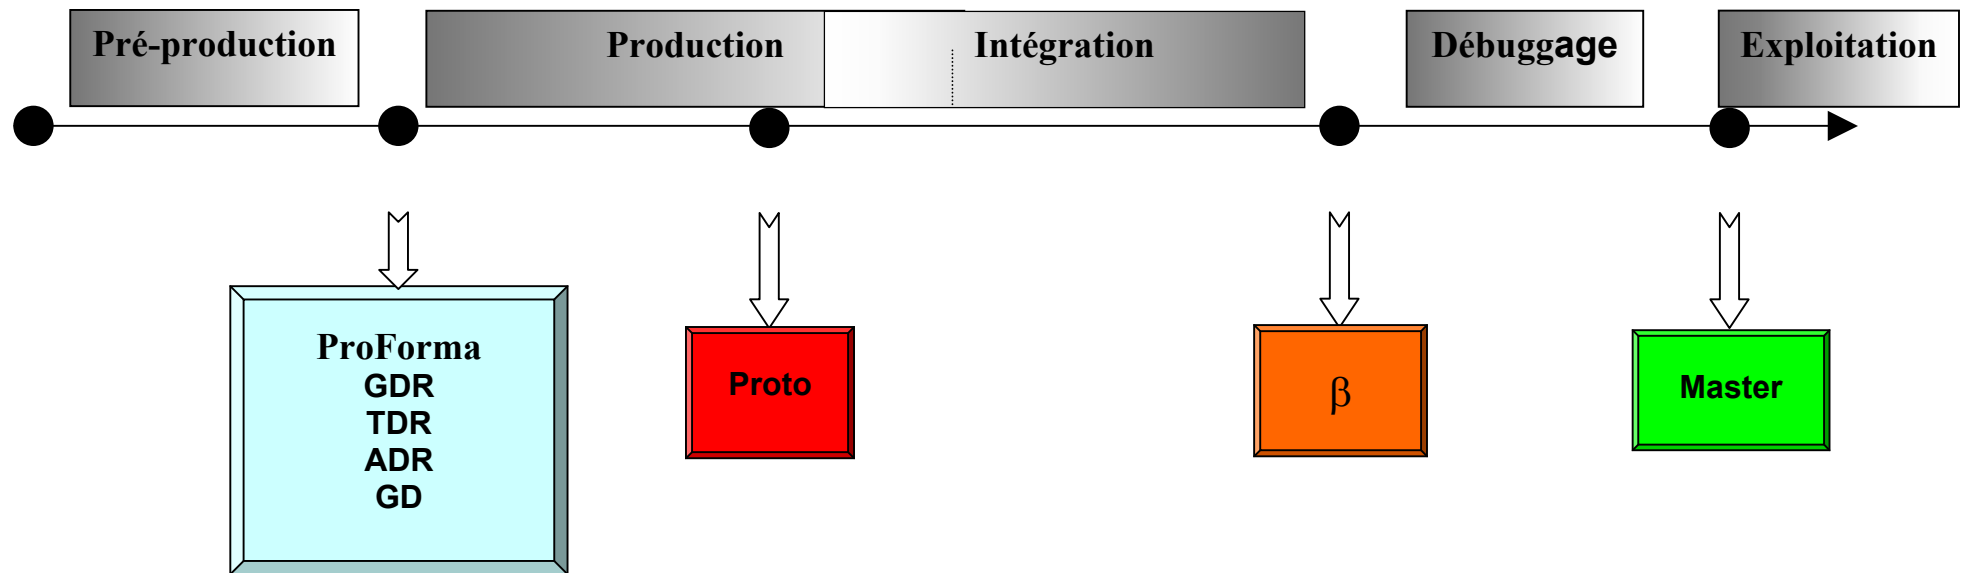 Pré-production
Production
Intégration
Débuggage
Exploitation
ProForma
GDR
TDR
ADR
GD
Proto
β
Master